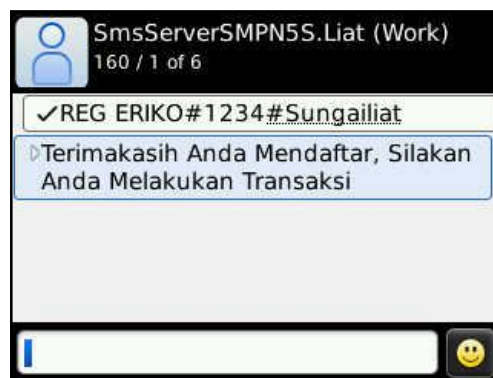 SmsServerSMPN5S.Liat (Work)
160 / 1 of 6
✓REG ERIKO#1234#Sungailiat
Terimakasih Anda Mendaftar, Silakan
Anda Melakukan Transaksi